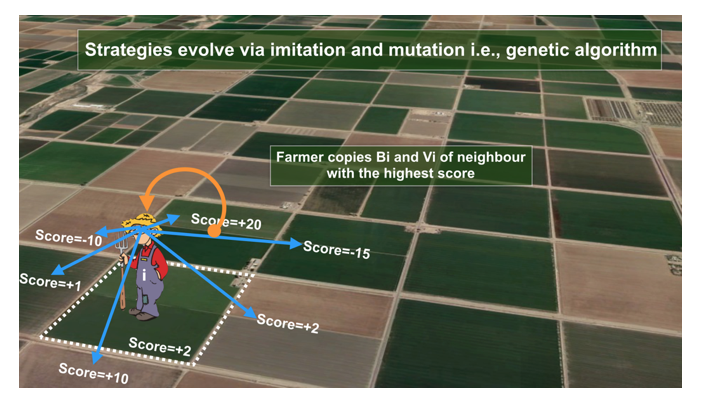 Strategies evolve via imitation and mutation i.e., genetic algorithm
Farmer copies Bi and Vi of neighbour
with the highest score
Score=+20
Score=-10
Score=-15
Score=+1
i
Score=+2
Score=+2
Score=+10